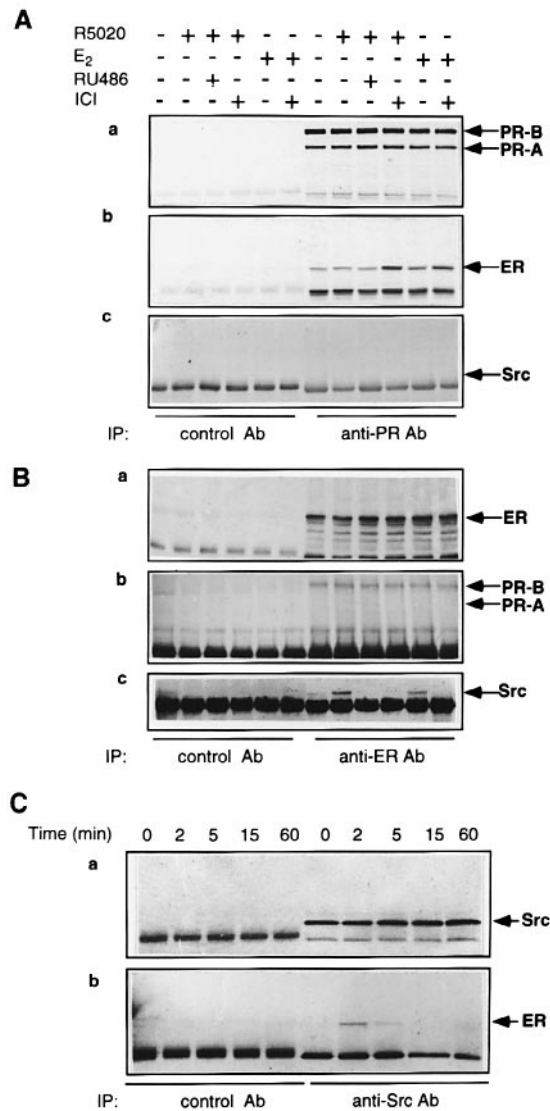 A
R5020 - + + + - - - + + + - -
E2 - - - - + + - - - - + +
RU486 - - + - - - - - + - - -
ICI - - - + - + - - - + - +
a
PR-B
PR-A
b
ER
c
Src
IP: control Ab anti-PR Ab
B
a
ER
b
PR-B
PR-A
c
Src
IP: control Ab anti-ER Ab
C
Time (min) 0 2 5 15 60 0 2 5 15 60
a
Src
b
ER
IP: control Ab anti-Src Ab